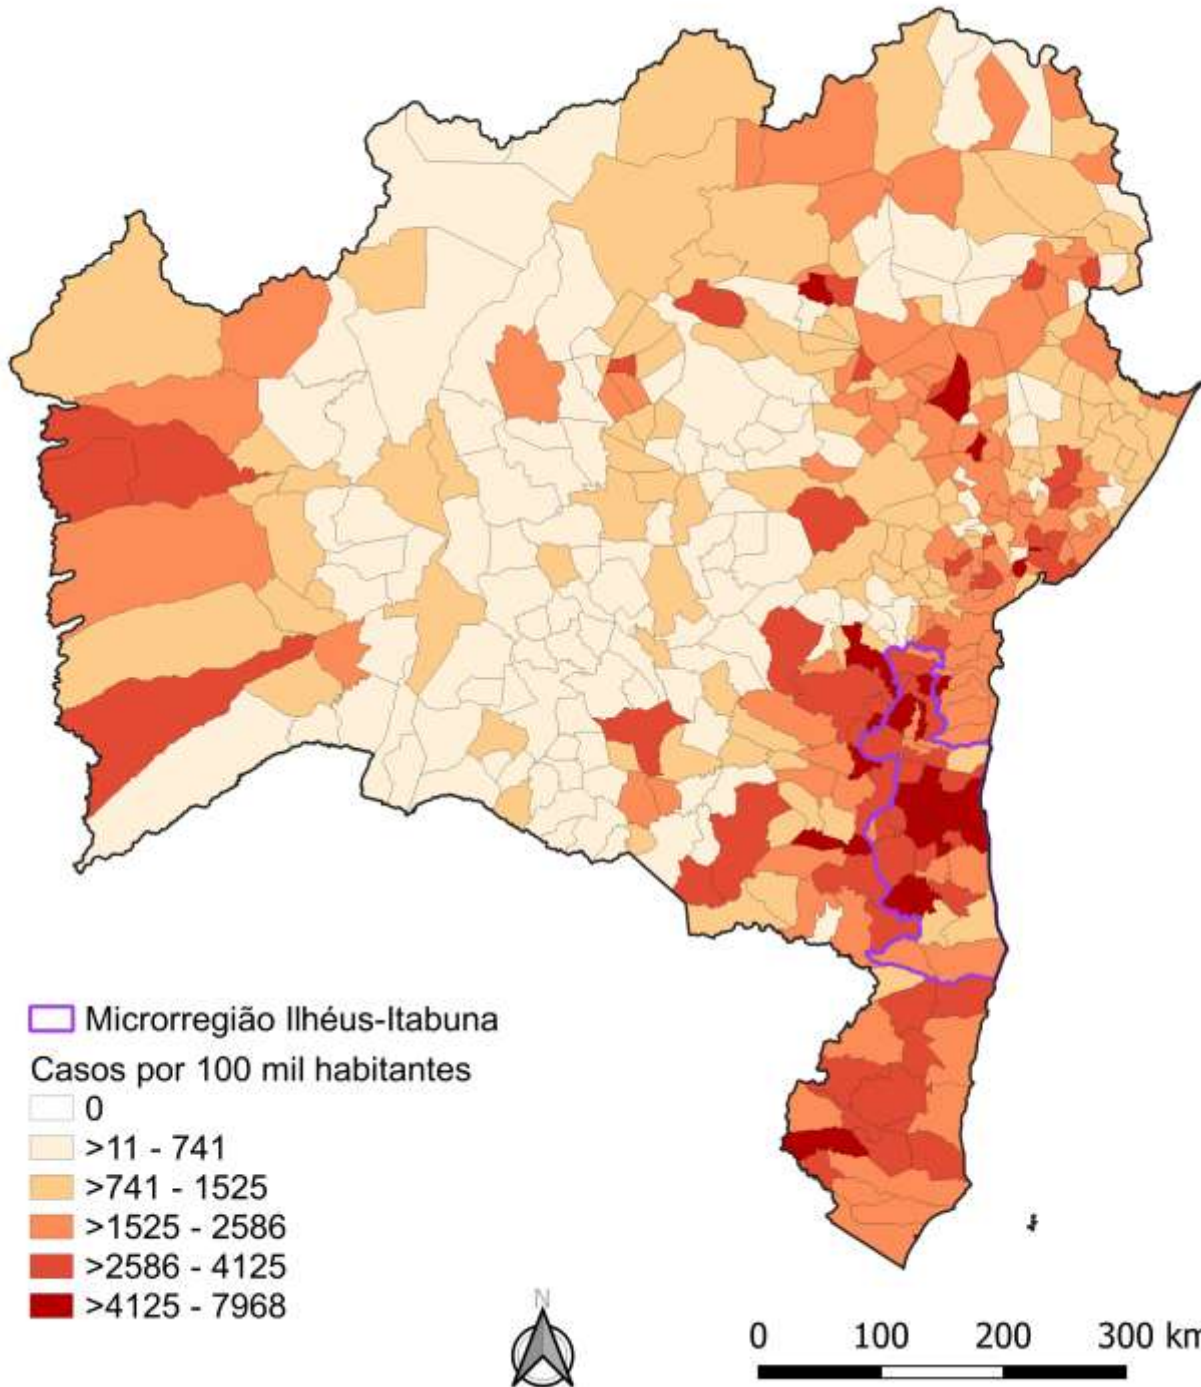 Microrregião Ilhéus-Itabuna
Casos por 100 mil habitantes
0
>11 - 741
>741 - 1525
>1525 - 2586
>2586 - 4125
>4125 - 7968
N
0 100 200 300 km